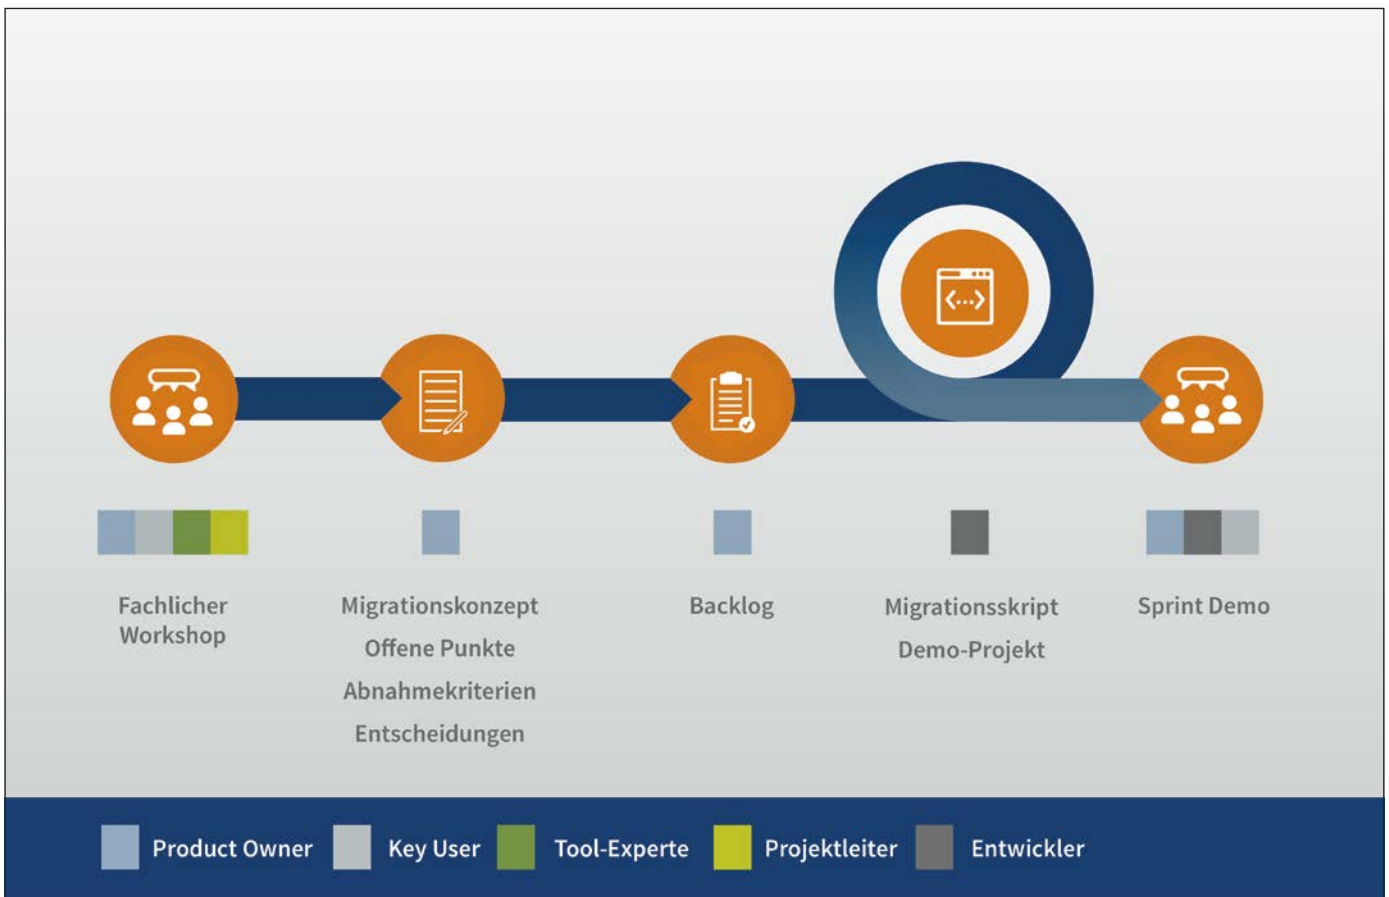 Fachlicher
Workshop
Migrationskonzept
Offene Punkte
Abnahmekriterien
Entscheidungen
Backlog
Migrationsskript
Demo-Projekt
Sprint Demo
Product Owner
Key User
Tool-Experte
Projektleiter
Entwickler